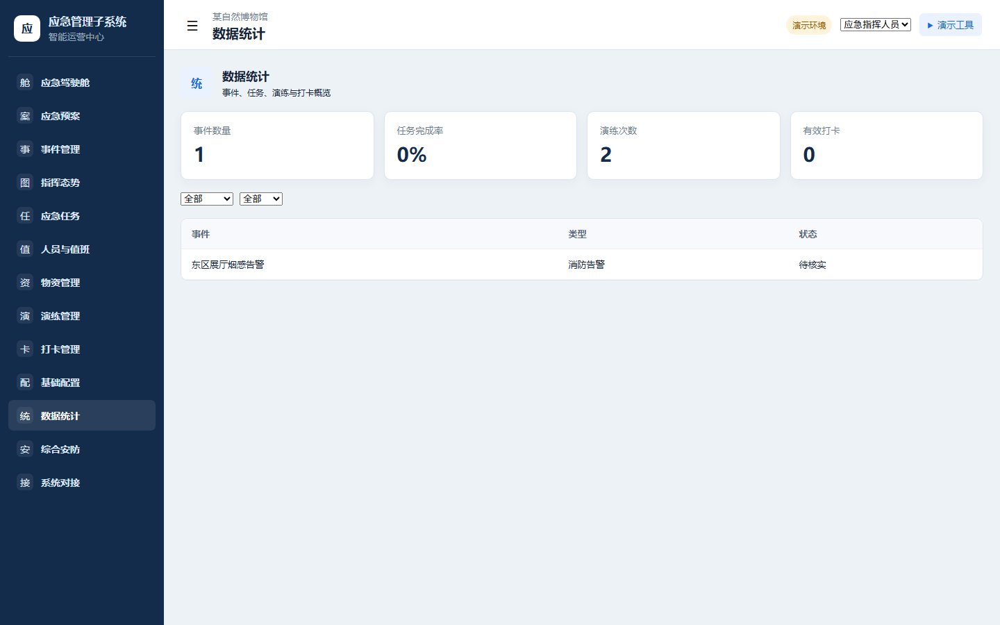 应
应急管理子系统
智能运营中心
舱 应急驾驶舱
案 应急预案
事 事件管理
图 指挥态势
任 应急任务
值 人员与值班
资 物资管理
演 演练管理
卡 打卡管理
配 基础配置
统 数据统计
安 综合安防
接 系统对接
☰
某自然博物馆
数据统计
演示环境
应急指挥人员
▶ 演示工具
统
数据统计
事件、任务、演练与打卡概览
事件数量
1
任务完成率
0%
演练次数
2
有效打卡
0
全部 全部
事件 类型 状态
东区展厅烟感告警 消防告警 待核实